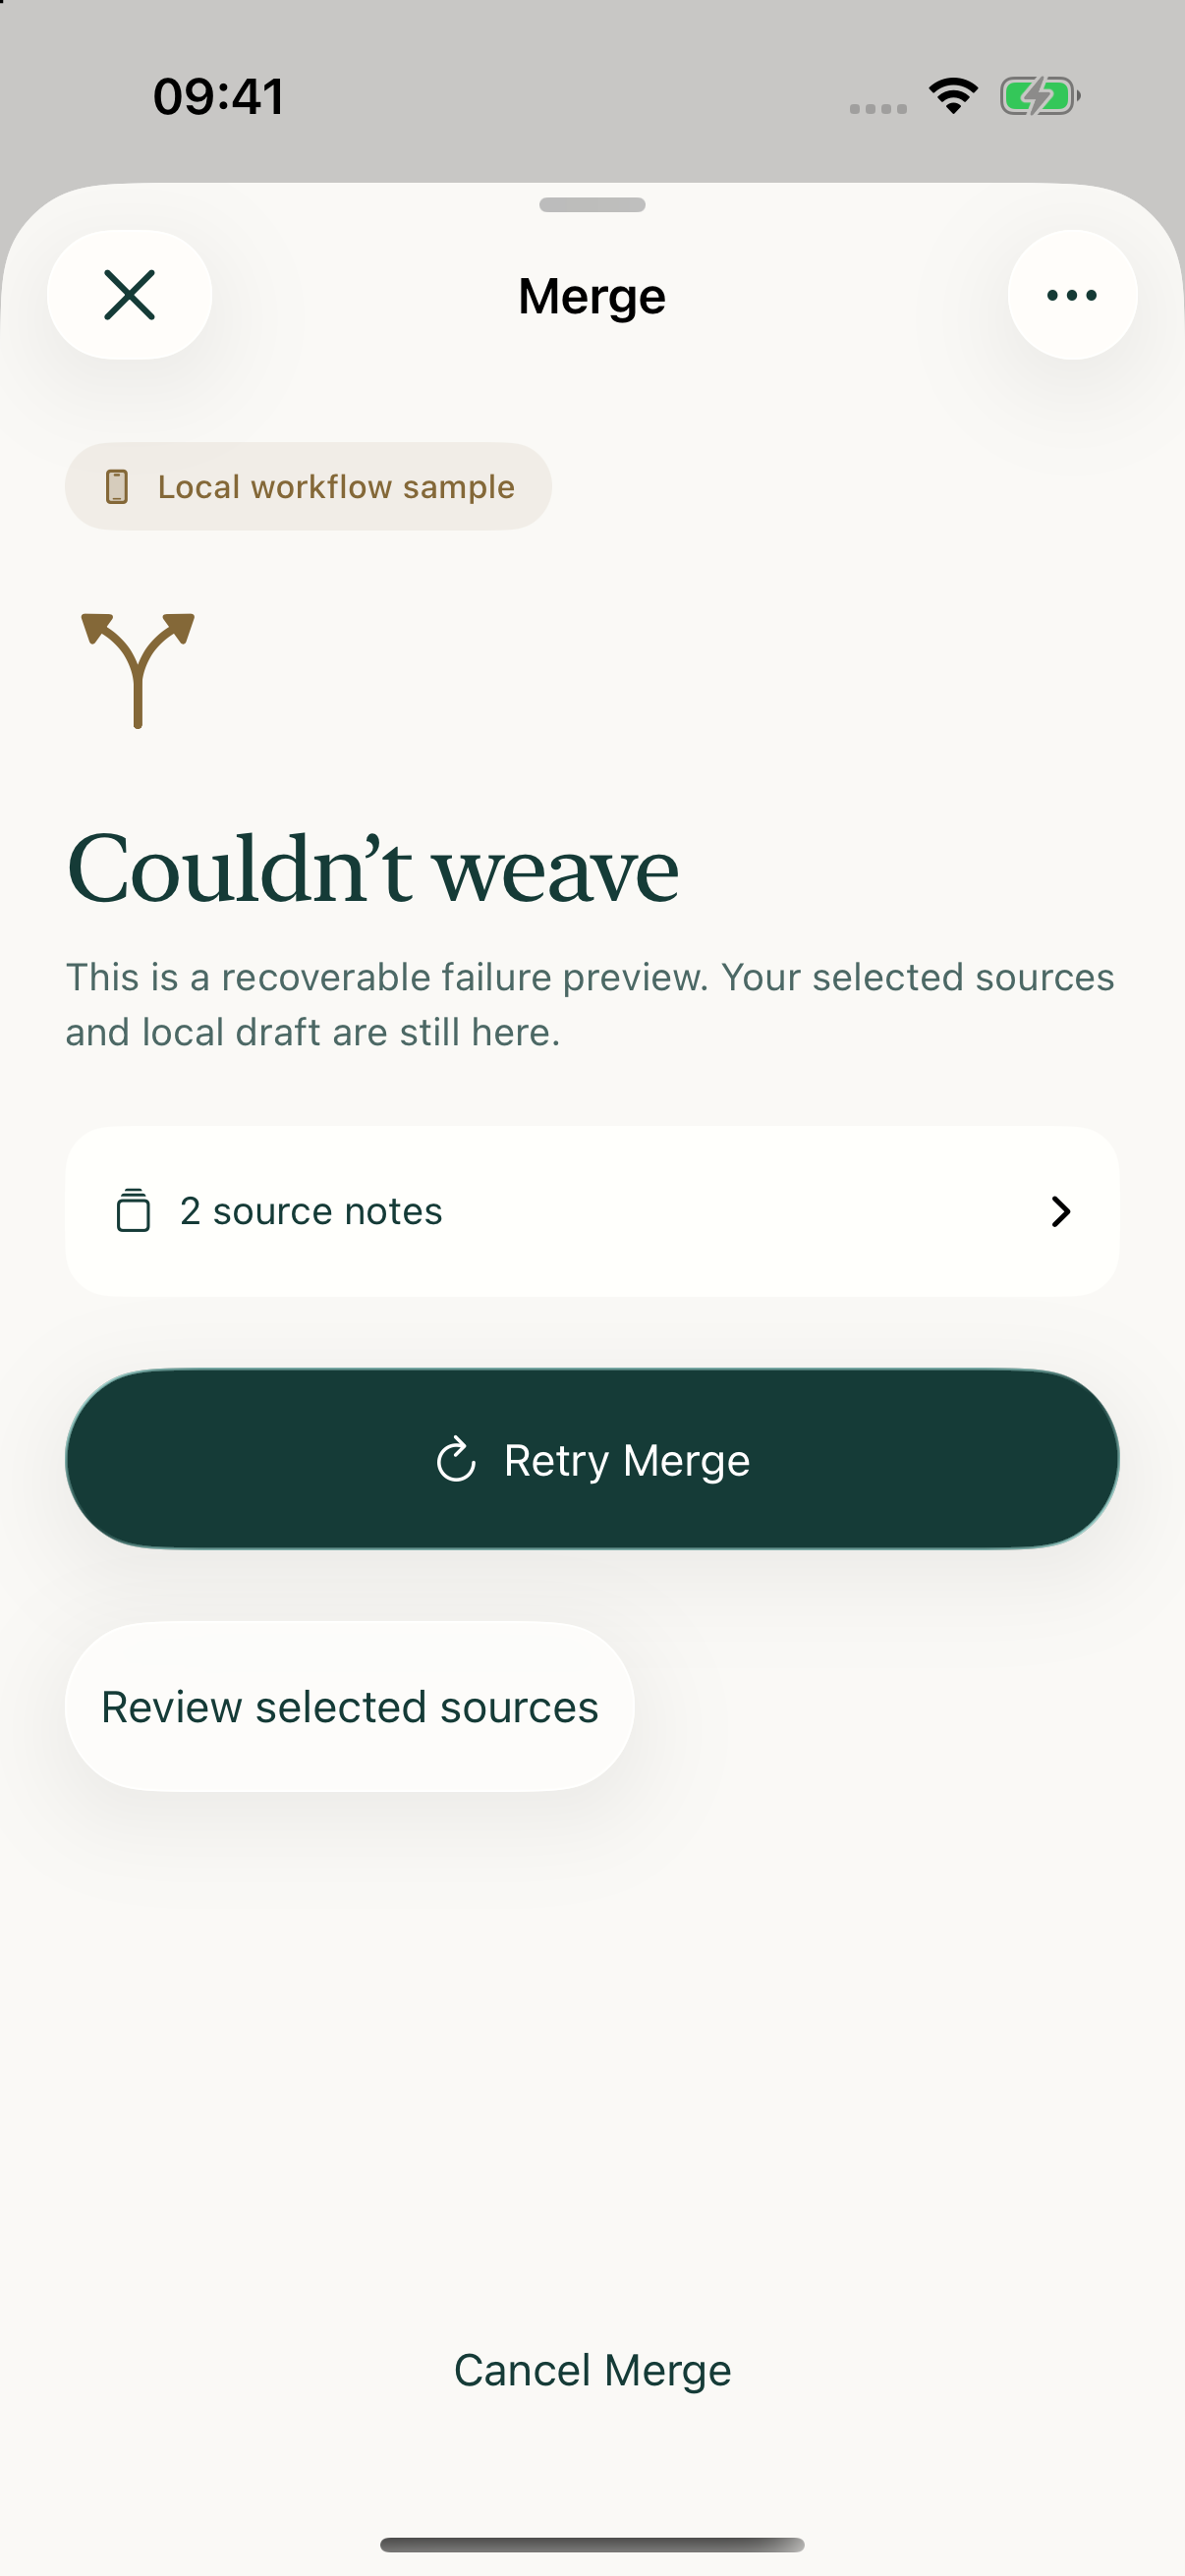 09:41
Merge
Local workflow sample
Couldn’t weave
This is a recoverable failure preview. Your selected sources
and local draft are still here.
2 source notes
Retry Merge
Review selected sources
Cancel Merge